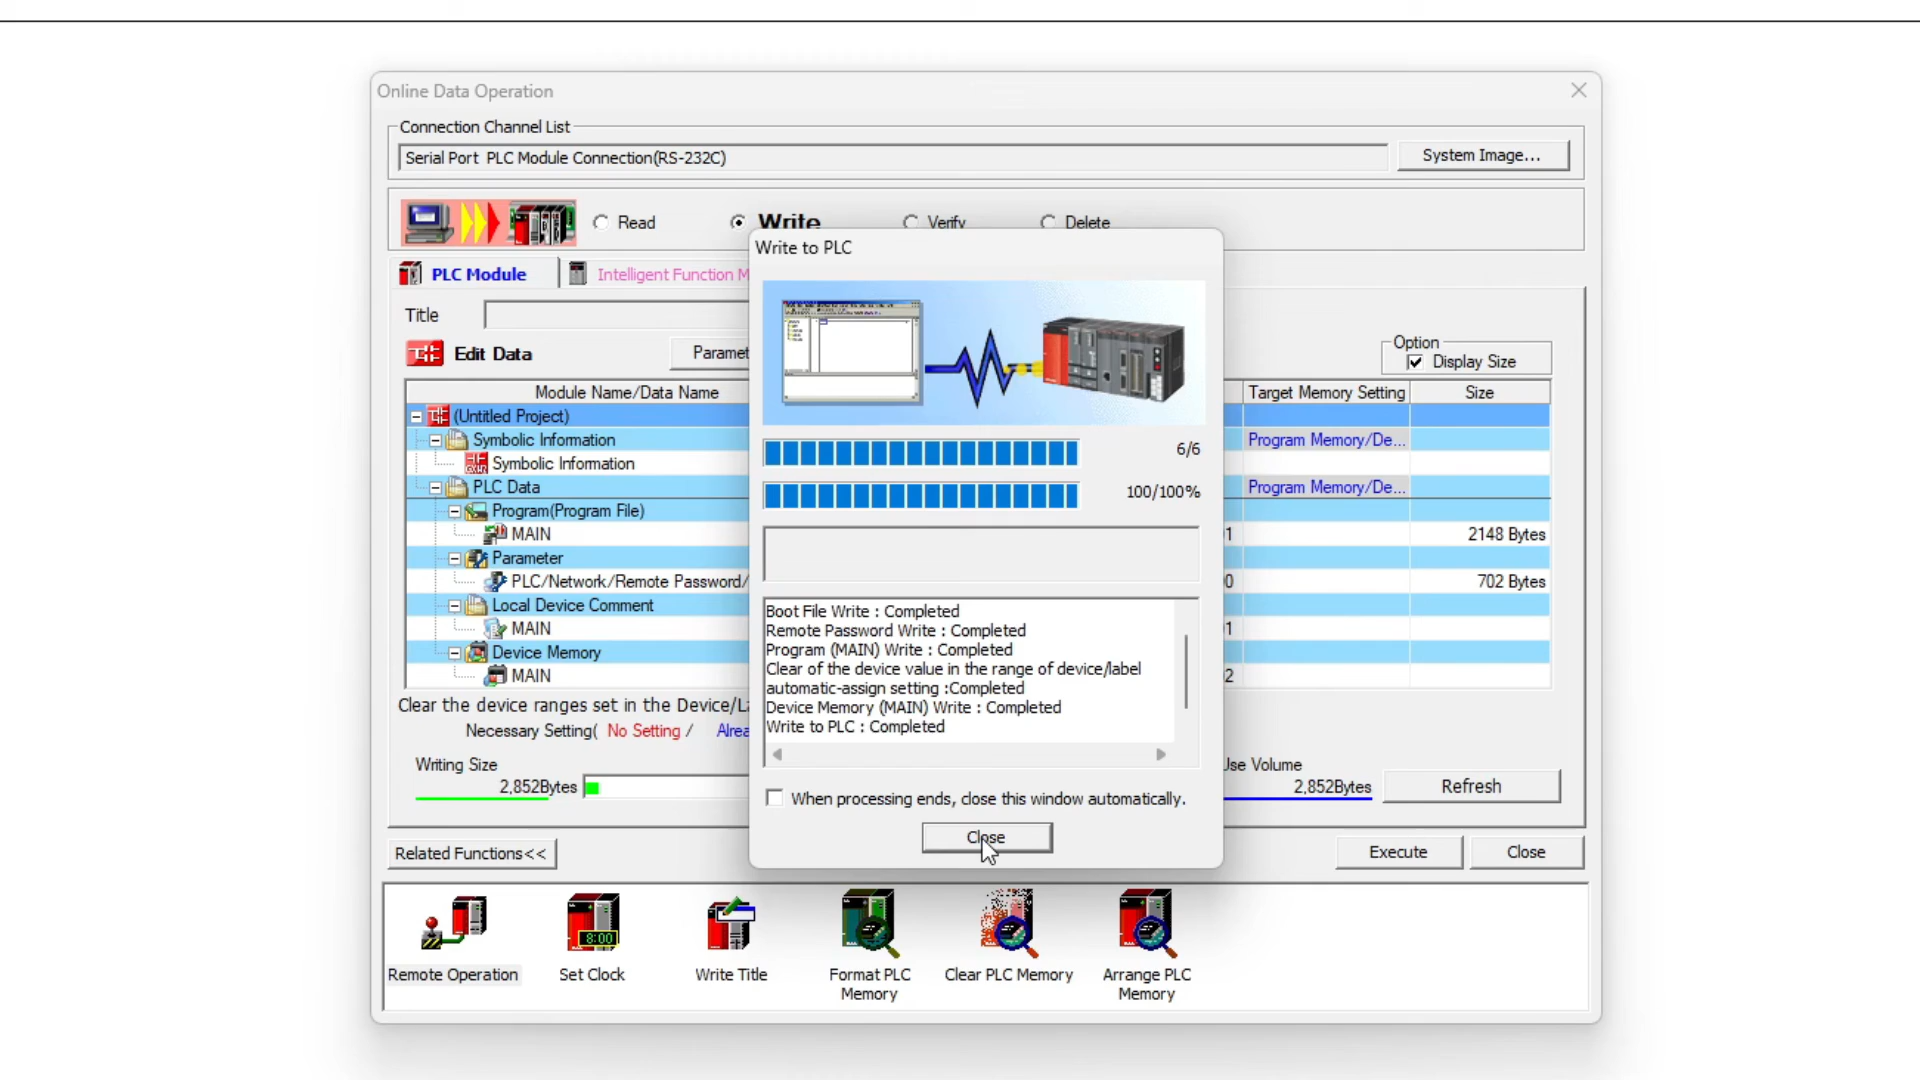 Online Data Operation
Connection Channel List
Serial Port PLC Module Connection(RS-232C)
System Image...
Read
Write
Verify
Delete
PLC Module
Intelligent Function M
Title
Edit Data
Paramet
Option
Display Size
Module Name/Data Name
Target Memory Setting
Size
(Untitled Project)
Symbolic Information
Program Memory/De...
Symbolic Information
PLC Data
Program Memory/De...
Program(Program File)
MAIN
1
2148 Bytes
Parameter
PLC/Network/Remote Password/
0
702 Bytes
Local Device Comment
MAIN
1
Device Memory
MAIN
2
Clear the device ranges set in the Device/La
Necessary Setting( No Setting / Alrea
Writing Size
2,852Bytes
Use Volume
2,852Bytes
Refresh
Related Functions<<
Execute
Close
Remote Operation
Set Clock
Write Title
Format PLC
Memory
Clear PLC Memory
Arrange PLC
Memory
Write to PLC
6/6
100/100%
Boot File Write : Completed
Remote Password Write : Completed
Program (MAIN) Write : Completed
Clear of the device value in the range of device/label
automatic-assign setting :Completed
Device Memory (MAIN) Write : Completed
Write to PLC : Completed
When processing ends, close this window automatically.
Close
8:00